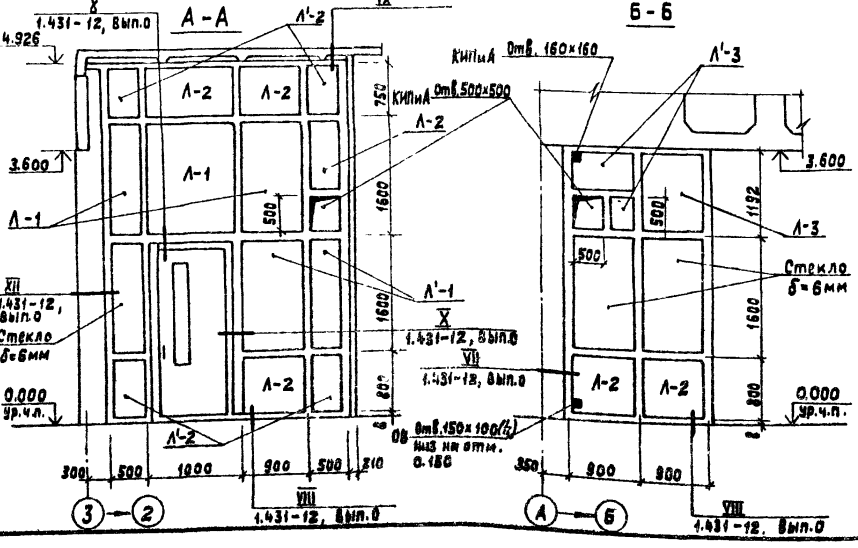 X
1.431-12, Вып.0
А-А
Л'-2
IX
4.926
Л-2
Л-2
КИПиА Отв.500×500
Л-2
750
3.600
Л-1
Л-1
500
1600
XII
1.431-12,
Вып.0
Стекло
δ=6мм
Л'-1
X
1.431-12, Вып.0
1600
Л-2
800
0.000
Ур.ч.п.
Л'-2
300
500
1000
900
500
210
3
2
VIII
1.431-12, Вып.0
Б-Б
КИПиА Отв. 160×160
Л'-3
3.600
1192
500
Л-3
500
Стекло
δ=6мм
1600
VII
1.431-12, Вып.0
Л-2
Л-2
800
0.000
Ур.ч.п.
ОВ Отв.150×100(h)
низ на отм.
0.150
350
900
900
А
Б
VIII
1.431-12, Вып.0